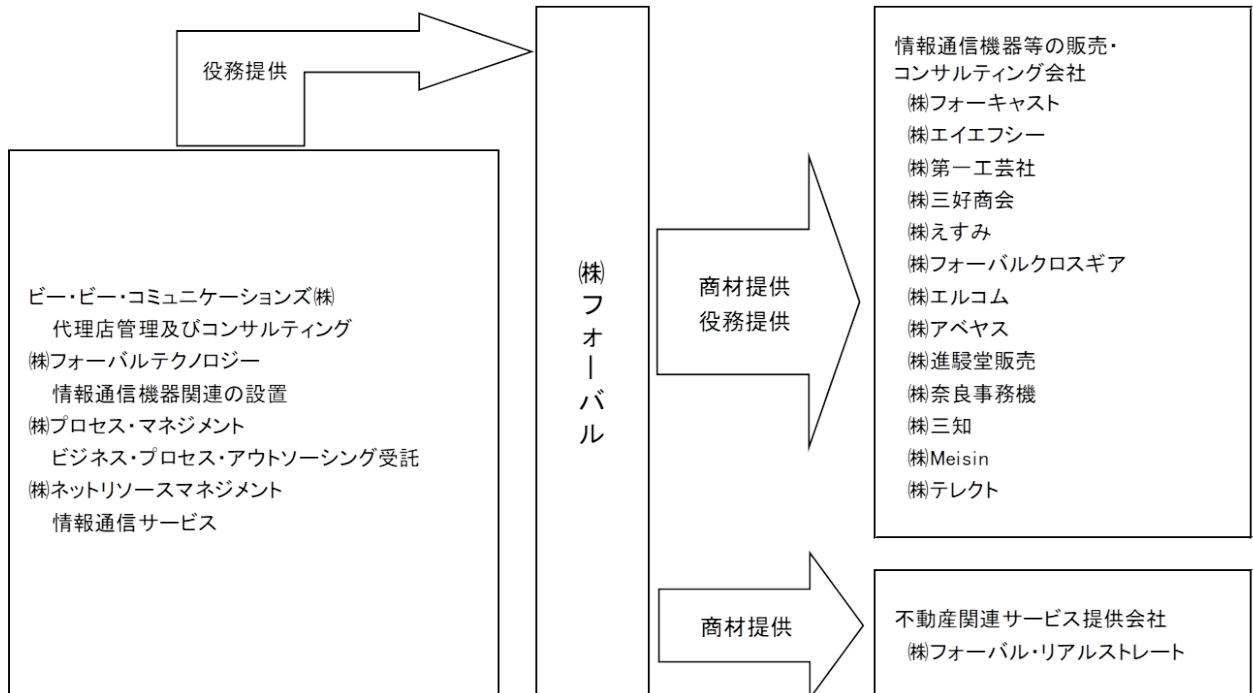 役務提供
ビー・ビー・コミュニケーションズ㈱
代理店管理及びコンサルティング
㈱フォーバルテクノロジー
情報通信機器関連の設置
㈱プロセス・マネジメント
ビジネス・プロセス・アウトソーシング受託
㈱ネットリソースマネジメント
情報通信サービス
㈱フォーバル
商材提供
役務提供
情報通信機器等の販売・
コンサルティング会社
㈱フォーキャスト
㈱エイエフシー
㈱第一工芸社
㈱三好商会
㈱えすみ
㈱フォーバルクロスギア
㈱エルコム
㈱アベヤス
㈱進駸堂販売
㈱奈良事務機
㈱三知
㈱Meisin
㈱テレクト
商材提供
不動産関連サービス提供会社
㈱フォーバル・リアルストレート